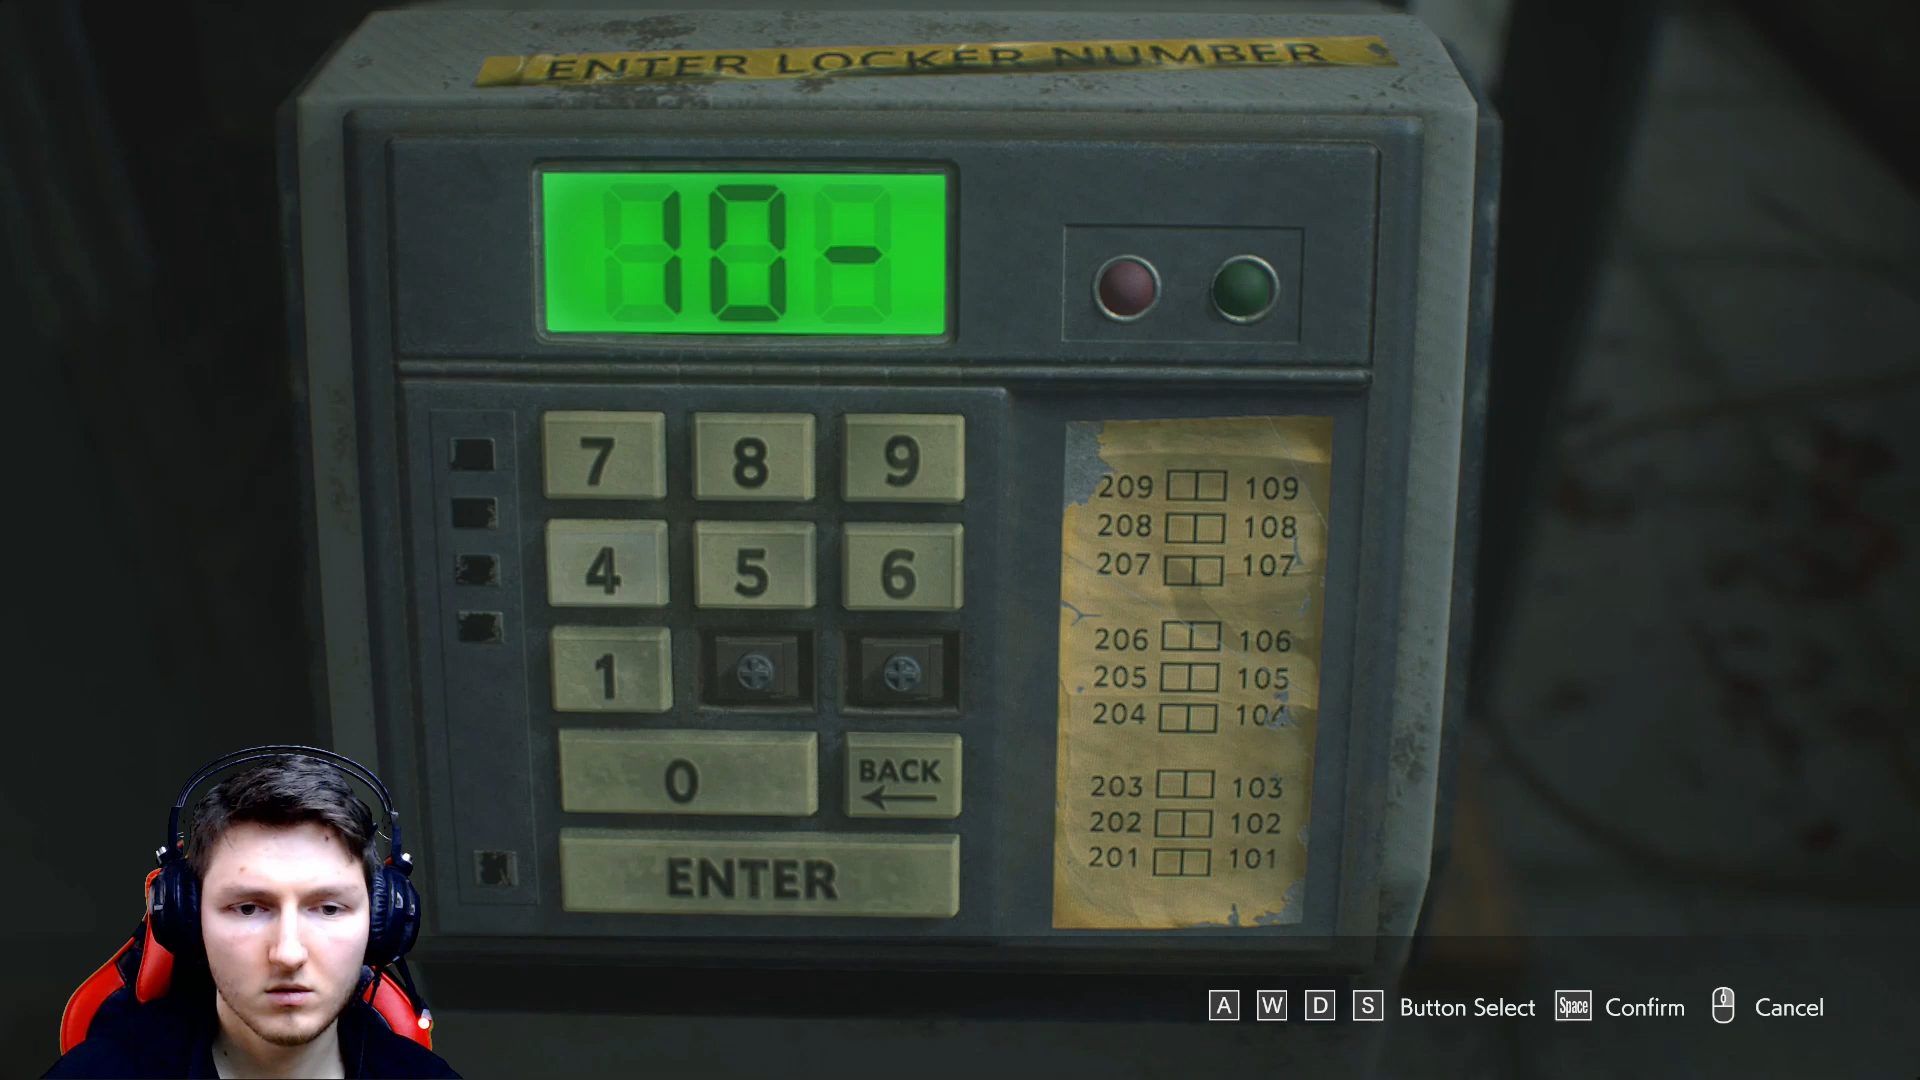 ENTER LOCKER NUMBER
10-
7 8 9
4 5 6
1
0 BACK
ENTER
209 109
208 108
207 107
206 106
205 105
204 104
203 103
202 102
201 101
A W D S Button Select Space Confirm Cancel